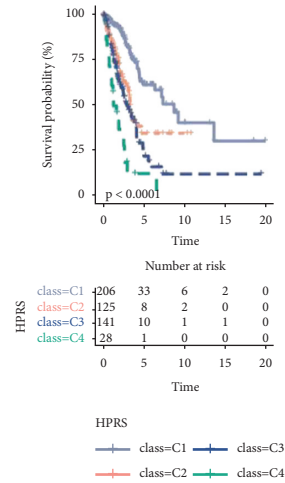 100
75
50
25
0
Survival probability (%)
p < 0.0001
0 5 10 15 20
Time
Number at risk
HPRS
class=C1 206 33 6 2 0
class=C2 125 8 2 0 0
class=C3 141 10 1 1 0
class=C4 28 1 0 0 0
0 5 10 15 20
Time
HPRS
class=C1 class=C3
class=C2 class=C4